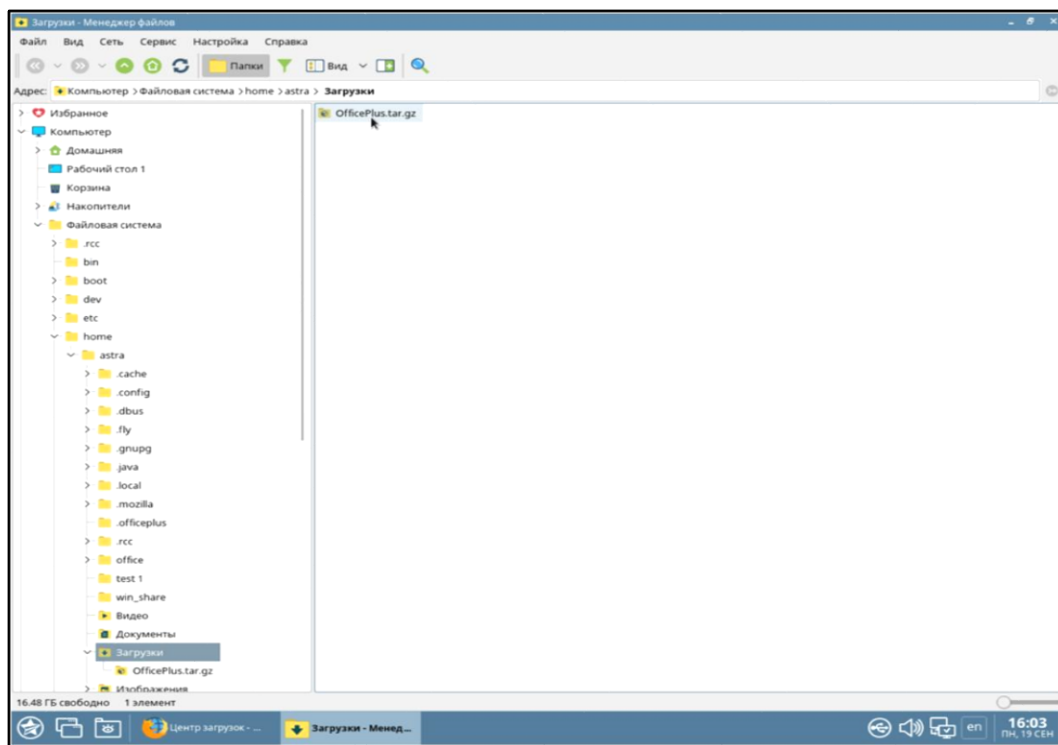 Загрузки - Менеджер файлов
Файл Вид Сеть Сервис Настройка Справка
Папки Вид
Адрес: Компьютер > Файловая система > home > astra > Загрузки
Избранное
Компьютер
Домашняя
Рабочий стол 1
Корзина
Накопители
Файловая система
.rcc
bin
boot
dev
etc
home
astra
.cache
.config
.dbus
.fly
.gnupg
.java
.local
.mozilla
.officeplus
.rcc
office
test 1
win_share
Видео
Документы
Загрузки
OfficePlus.tar.gz
Изображения
OfficePlus.tar.gz
16.48 ГБ свободно 1 элемент
Центр загрузок - ...
Загрузки - Менед...
en
16:03
ПН, 19 СЕН